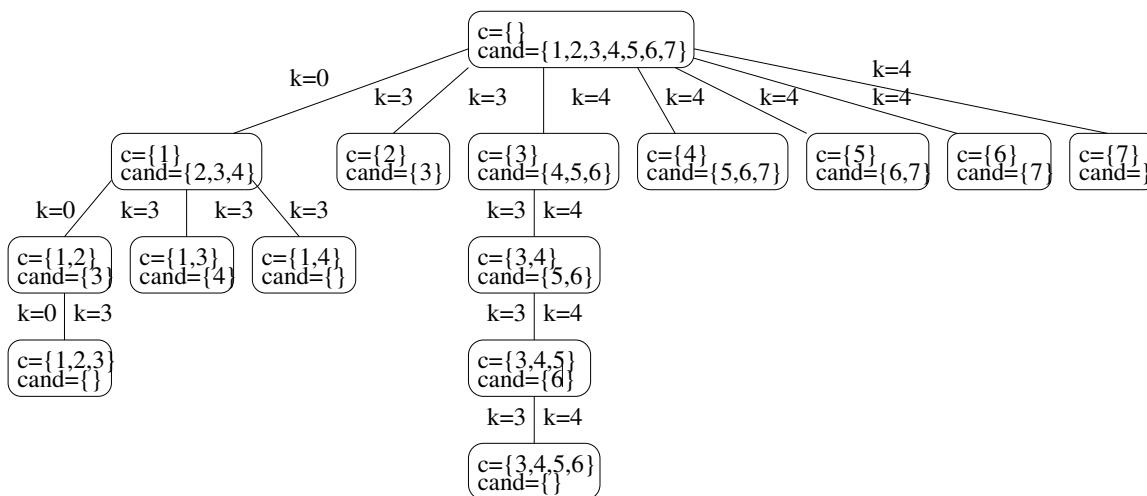 c={}
cand={1,2,3,4,5,6,7}
k=0
k=3
k=3
k=4
k=4
k=4
k=4
k=4
c={1}
cand={2,3,4}
c={2}
cand={3}
c={3}
cand={4,5,6}
c={4}
cand={5,6,7}
c={5}
cand={6,7}
c={6}
cand={7}
c={7}
cand=}
k=0
k=3
k=3
k=3
k=3
k=4
c={1,2}
cand={3}
c={1,3}
cand={4}
c={1,4}
cand={}
c={3,4}
cand={5,6}
k=0
k=3
k=3
k=4
c={1,2,3}
cand={}
c={3,4,5}
cand={6}
k=3
k=4
c={3,4,5,6}
cand={}